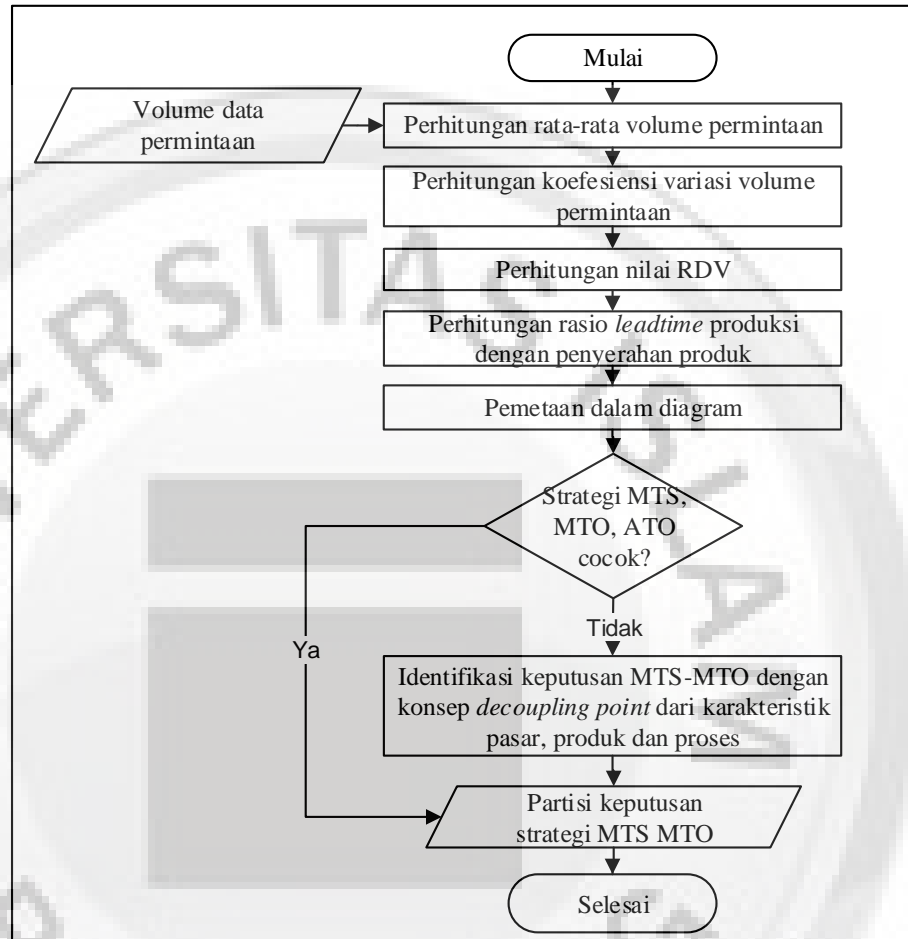 Mulai
Volume data
permintaan
Perhitungan rata-rata volume permintaan
Perhitungan koefesiensi variasi volume
permintaan
Perhitungan nilai RDV
Perhitungan rasio leadtime produksi
dengan penyerahan produk
Pemetaan dalam diagram
Strategi MTS,
MTO, ATO
cocok?
Ya
Tidak
Identifikasi keputusan MTS-MTO dengan
konsep decoupling point dari karakteristik
pasar, produk dan proses
Partisi keputusan
strategi MTS MTO
Selesai
ERSITAS ISLAM